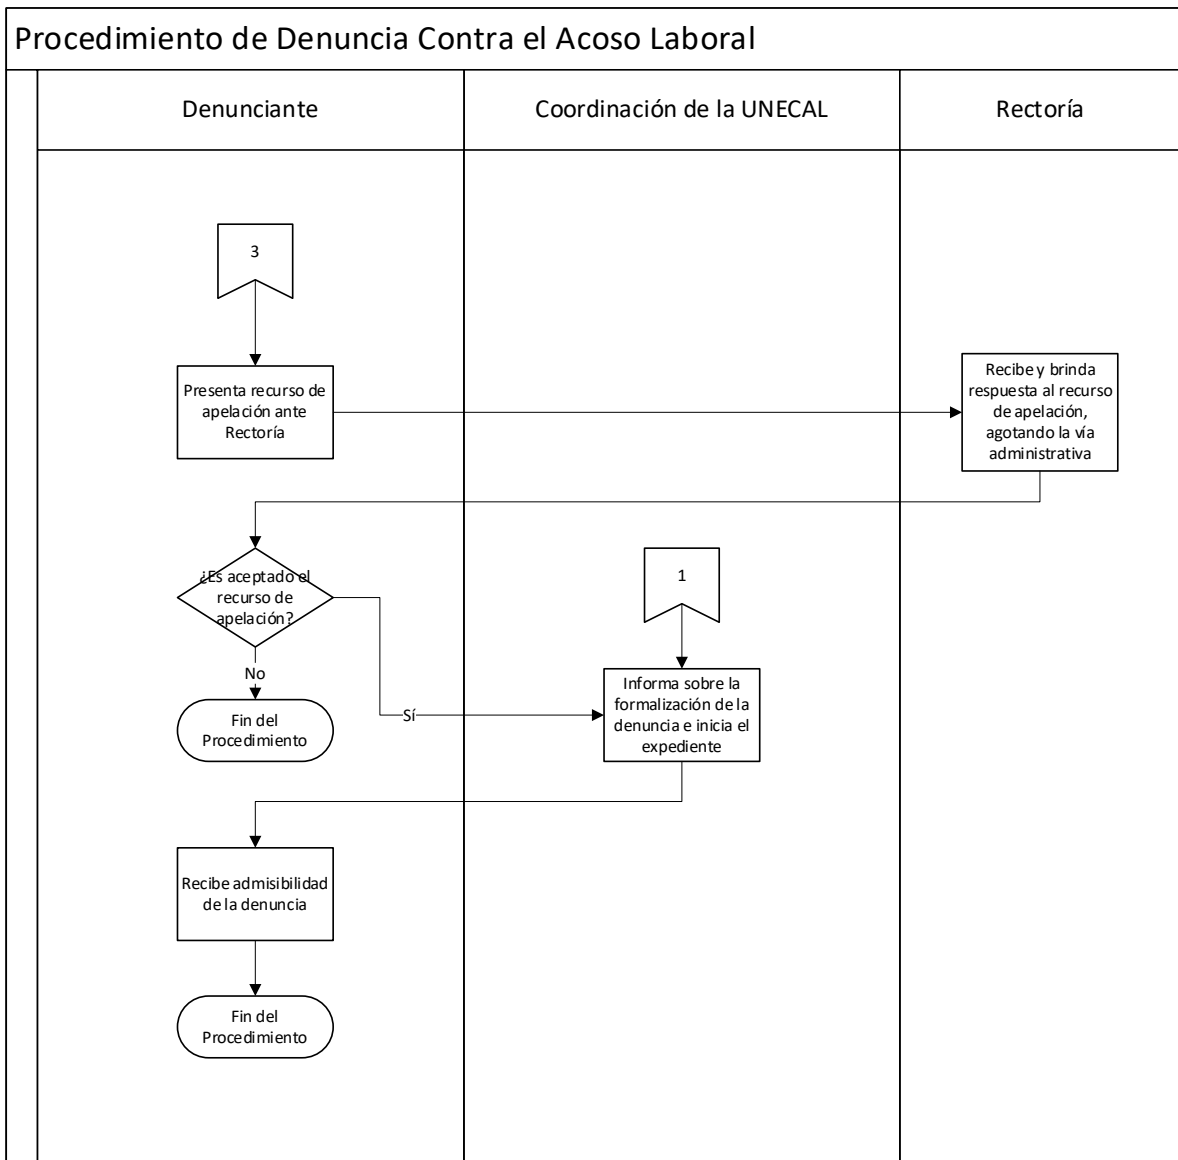 Procedimiento de Denuncia Contra el Acoso Laboral
Denunciante
Coordinación de la UNECAL
Rectoría
3
Presenta recurso de
apelación ante
Rectoría
Recibe y brinda
respuesta al recurso
de apelación,
agotando la vía
administrativa
¿Es aceptado el
recurso de
apelación?
1
No
Sí
Fin del
Procedimiento
Informa sobre la
formalización de la
denuncia e inicia el
expediente
Recibe admisibilidad
de la denuncia
Fin del
Procedimiento